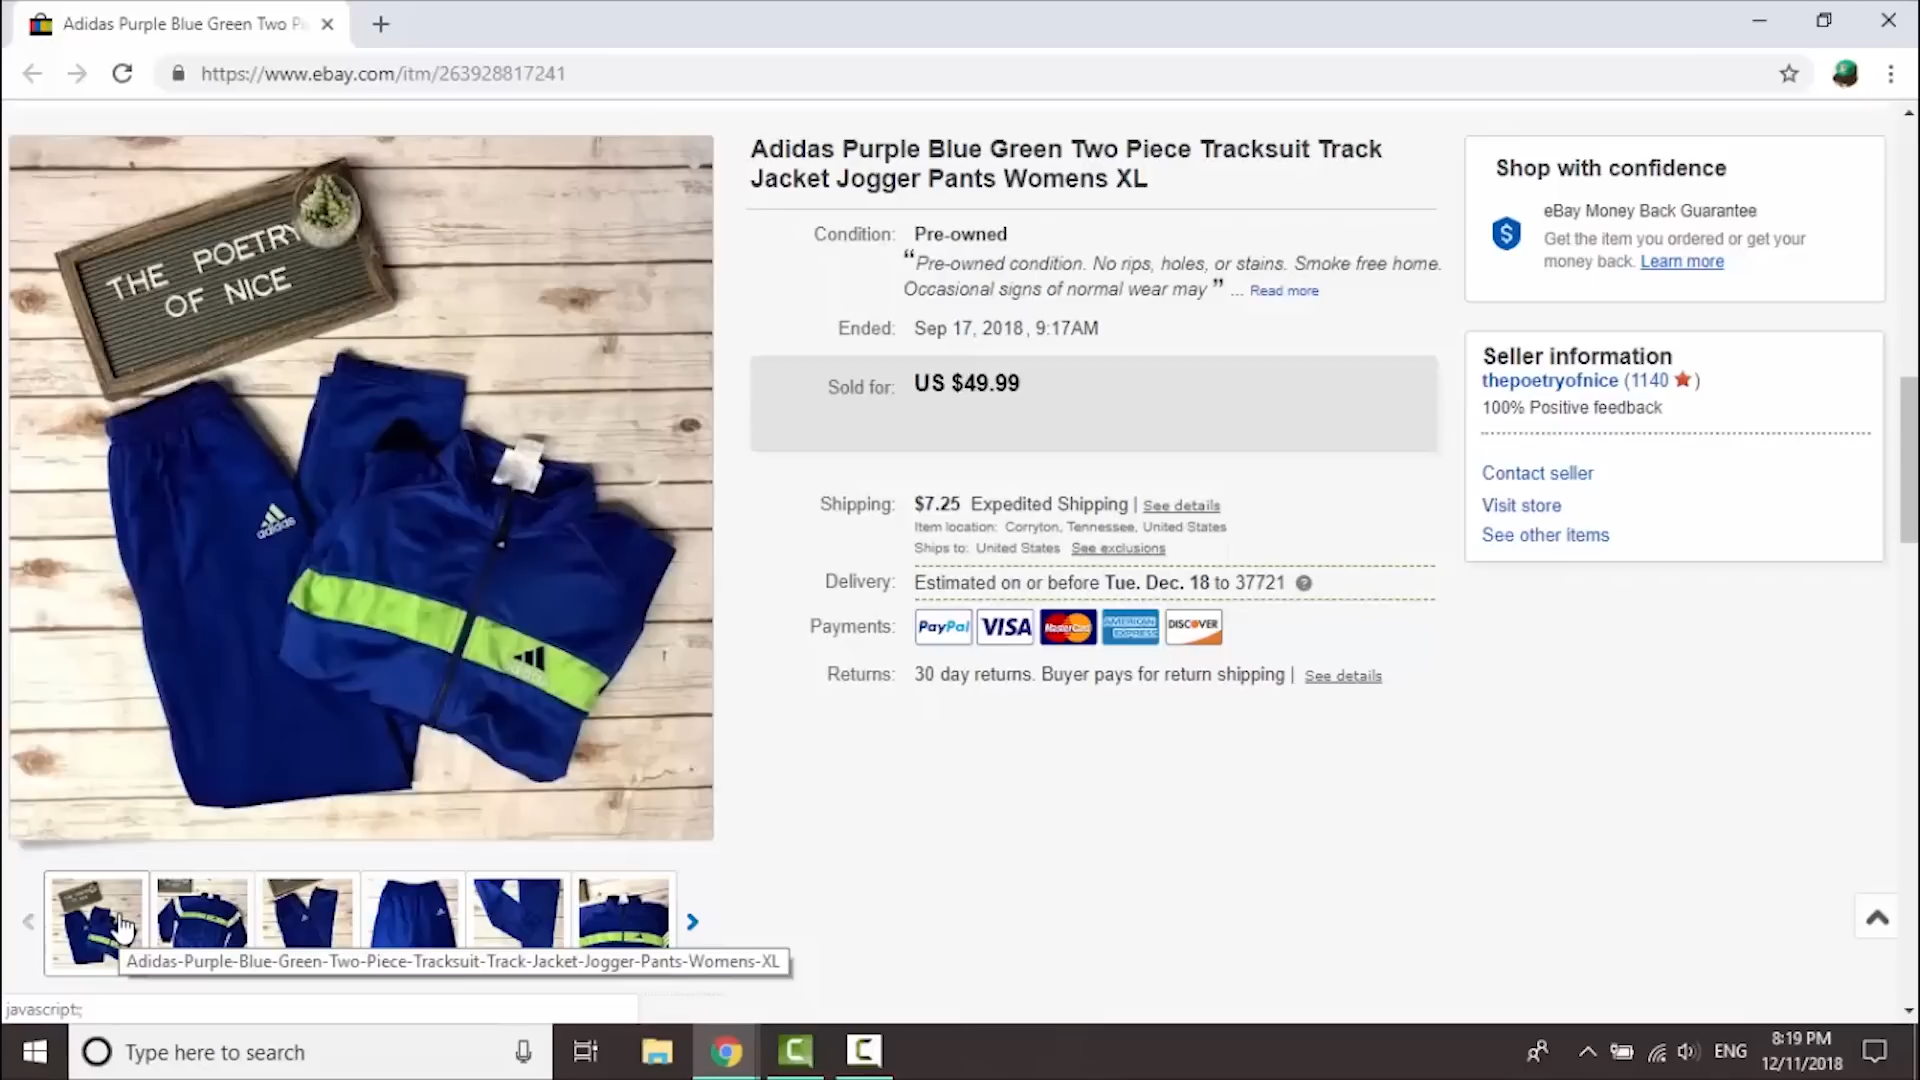 Adidas Purple Blue Green Two Pi
https://www.ebay.com/itm/263928817241
THE POETRY
OF NICE
adidas
Adidas Purple Blue Green Two Piece Tracksuit Track
Jacket Jogger Pants Womens XL
Condition: Pre-owned
“Pre-owned condition. No rips, holes, or stains. Smoke free home.
Occasional signs of normal wear may ” ... Read more
Ended: Sep 17, 2018, 9:17AM
Sold for: US $49.99
Shipping: $7.25 Expedited Shipping | See details
Item location: Corryton, Tennessee, United States
Ships to: United States See exclusions
Delivery: Estimated on or before Tue. Dec. 18 to 37721 ?
Payments: PayPal VISA MasterCard AMERICAN EXPRESS DISCOVER
Returns: 30 day returns. Buyer pays for return shipping | See details
Shop with confidence
eBay Money Back Guarantee
Get the item you ordered or get your
money back. Learn more
Seller information
thepoetryofnice (1140 ★ )
100% Positive feedback
Contact seller
Visit store
See other items
Adidas-Purple-Blue-Green-Two-Piece-Tracksuit-Track-Jacket-Jogger-Pants-Womens-XL
javascript:;
Type here to search
ENG
8:19 PM
12/11/2018